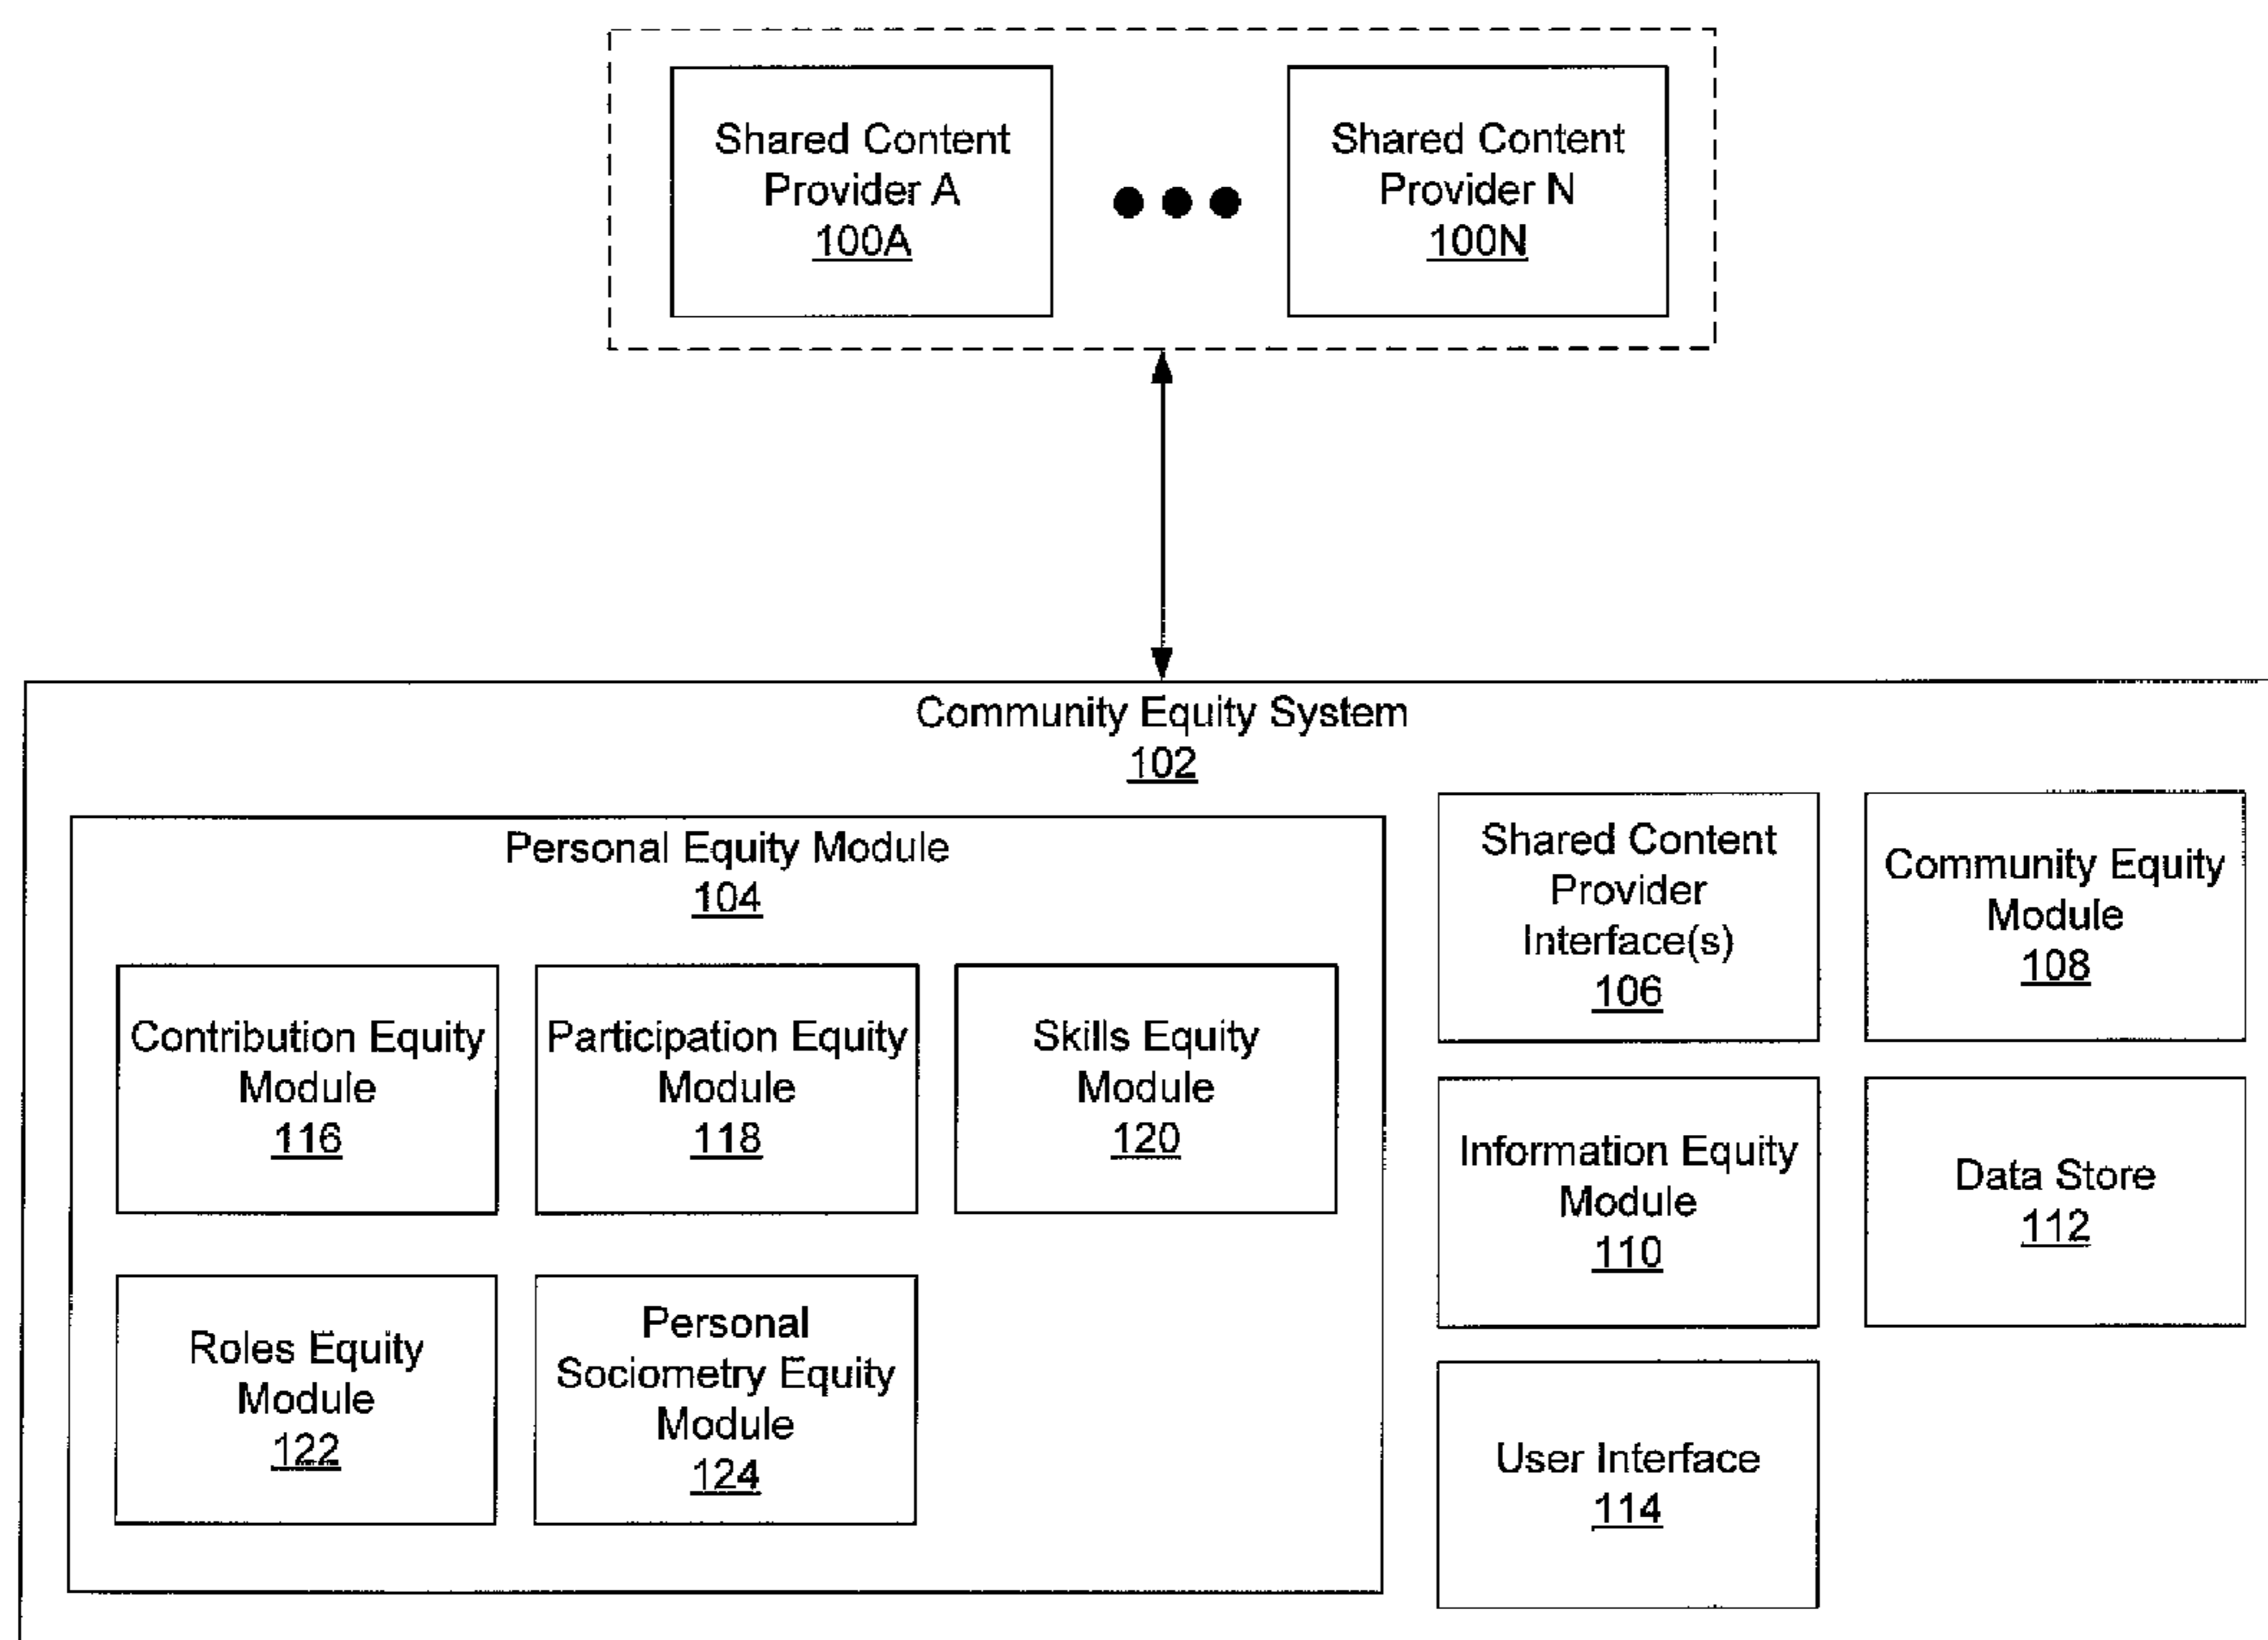 Shared Content
Provider A
100A
Shared Content
Provider N
100N
Community Equity System
102
Personal Equity Module
104
Contribution Equity
Module
116
Participation Equity
Module
118
Skills Equity
Module
120
Roles Equity
Module
122
Personal
Sociometry Equity
Module
124
Shared Content
Provider
Interface(s)
106
Community Equity
Module
108
Information Equity
Module
110
Data Store
112
User Interface
114